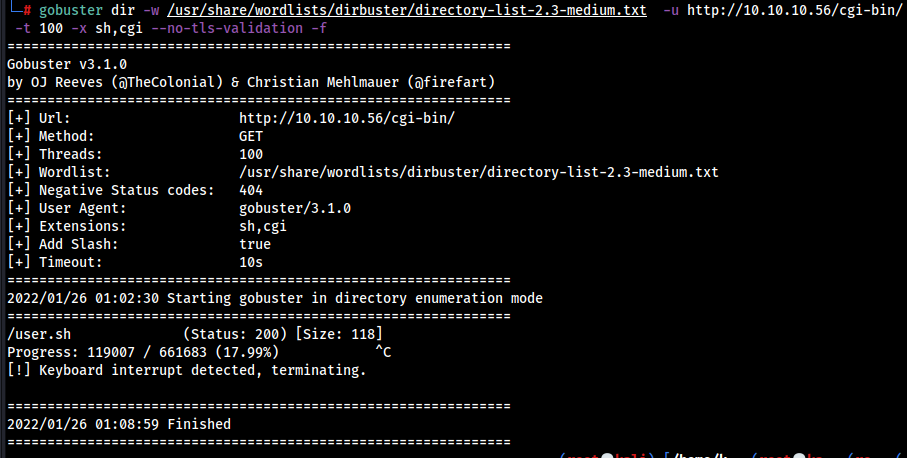 # gobuster dir -w /usr/share/wordlists/dirbuster/directory-list-2.3-medium.txt -u http://10.10.10.56/cgi-bin/
-t 100 -x sh,cgi --no-tls-validation -f
===============================================================
Gobuster v3.1.0
by OJ Reeves (@TheColonial) & Christian Mehlmauer (@firefart)
===============================================================
[+] Url: http://10.10.10.56/cgi-bin/
[+] Method: GET
[+] Threads: 100
[+] Wordlist: /usr/share/wordlists/dirbuster/directory-list-2.3-medium.txt
[+] Negative Status codes: 404
[+] User Agent: gobuster/3.1.0
[+] Extensions: sh,cgi
[+] Add Slash: true
[+] Timeout: 10s
===============================================================
2022/01/26 01:02:30 Starting gobuster in directory enumeration mode
===============================================================
/user.sh (Status: 200) [Size: 118]
Progress: 119007 / 661683 (17.99%) ^C
[!] Keyboard interrupt detected, terminating.
===============================================================
2022/01/26 01:08:59 Finished
===============================================================